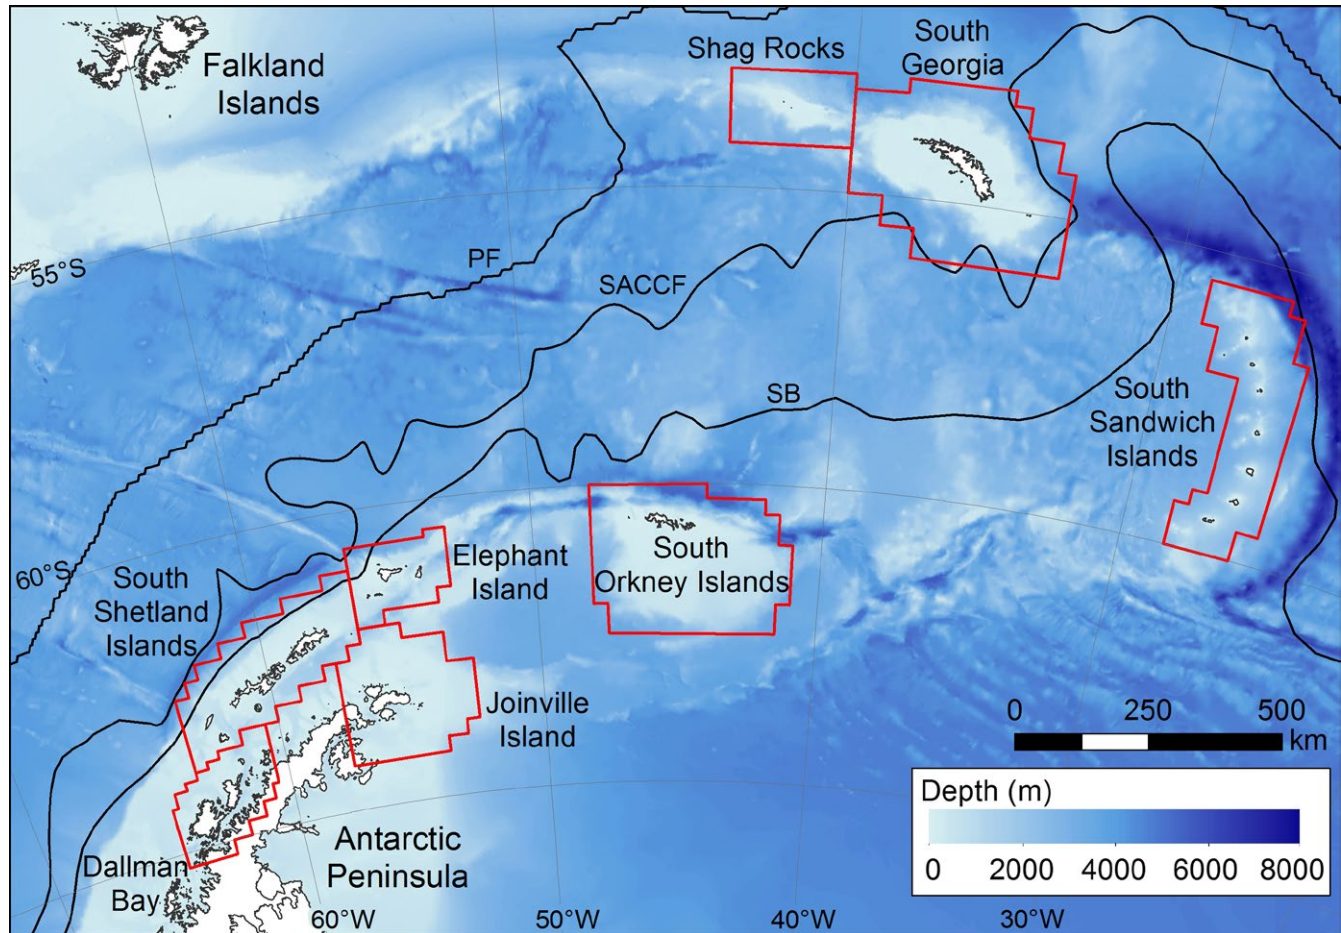 Falkland
Islands
Shag Rocks
South
Georgia
55°S
PF
SACCF
SB
South
Sandwich
Islands
60°S
South
Shetland
Islands
Elephant
Island
South
Orkney Islands
Joinville
Island
0 250 500
km
Depth (m)
0 2000 4000 6000 8000
Dallman
Bay
Antarctic
Peninsula
60°W 50°W 40°W 30°W